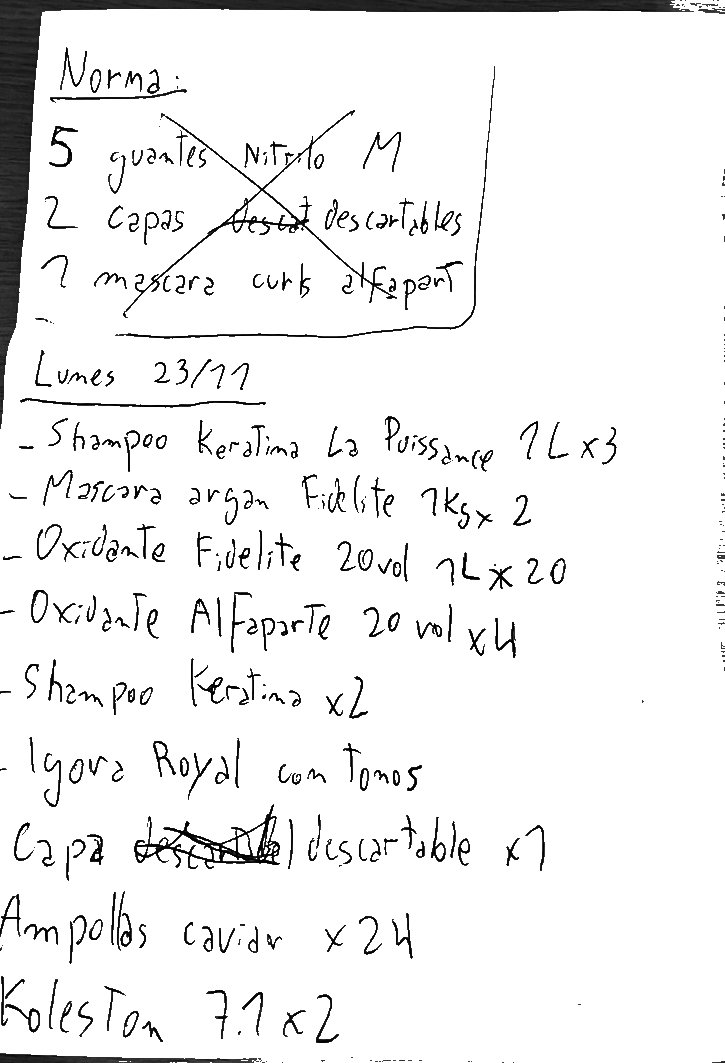 Norma:
5 guantes Nitrilo M
2 capas descartables
1 mascara curls alfapart
Lunes 23/11
- Shampoo Keratina La Puissance 1L x3
- Mascara argan Fidelite 1kg x 2
- Oxidante Fidelite 20vol 1L x 20
- Oxidante Alfaparte 20 vol x4
- Shampoo Keratina x2
- Igora Royal con Tonos
Capa descartable x1
Ampollas caviar x24
Koleston 7.1 x2